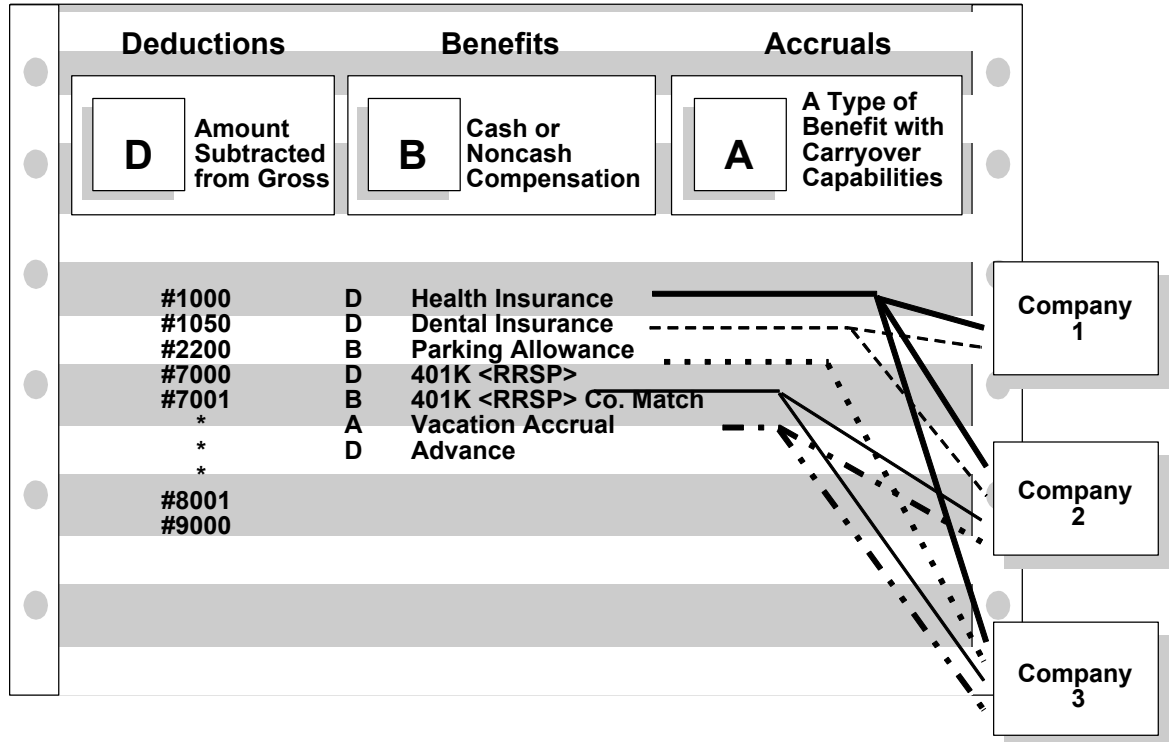 Deductions Benefits Accruals
D
Amount
Subtracted
from Gross
B
Cash or
Noncash
Compensation
A
A Type of
Benefit with
Carryover
Capabilities
#1000 D Health Insurance
#1050 D Dental Insurance
#2200 B Parking Allowance
#7000 D 401K <RRSP>
#7001 B 401K <RRSP> Co. Match
* A Vacation Accrual
* D Advance
*
#8001
#9000
Company
1
Company
2
Company
3